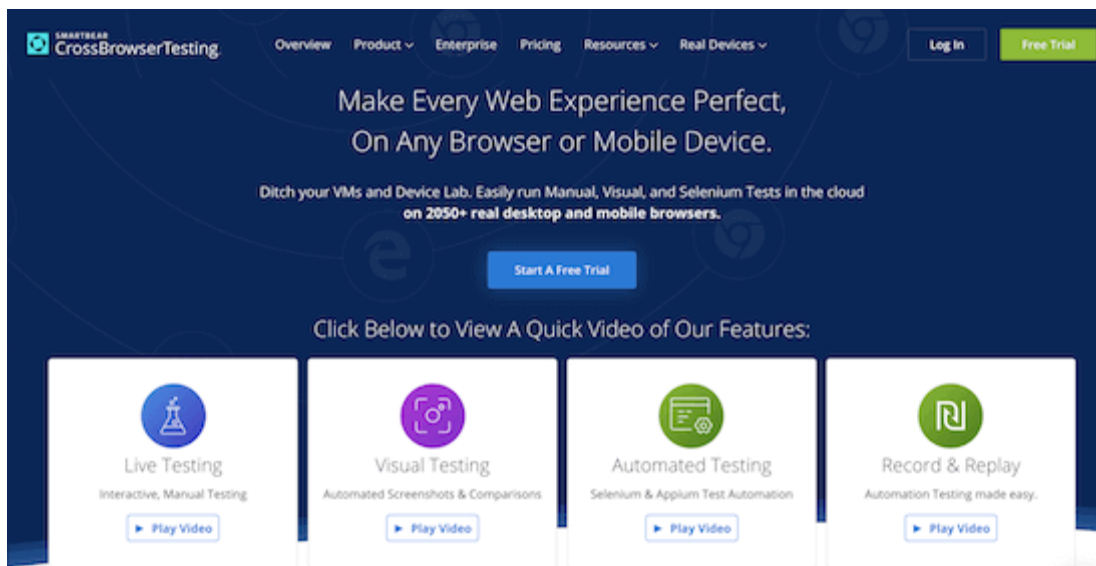 SMARTBEAR
CrossBrowserTesting
Overview Product Enterprise Pricing Resources Real Devices Log In Free Trial
Make Every Web Experience Perfect,
On Any Browser or Mobile Device.
Ditch your VMs and Device Lab. Easily run Manual, Visual, and Selenium Tests in the cloud
on 2050+ real desktop and mobile browsers.
Start A Free Trial
Click Below to View A Quick Video of Our Features:
Live Testing Visual Testing Automated Testing Record & Replay
Interactive, Manual Testing Automated Screenshots & Comparisons Selenium & Appium Test Automation Automation Testing made easy.
Play Video Play Video Play Video Play Video